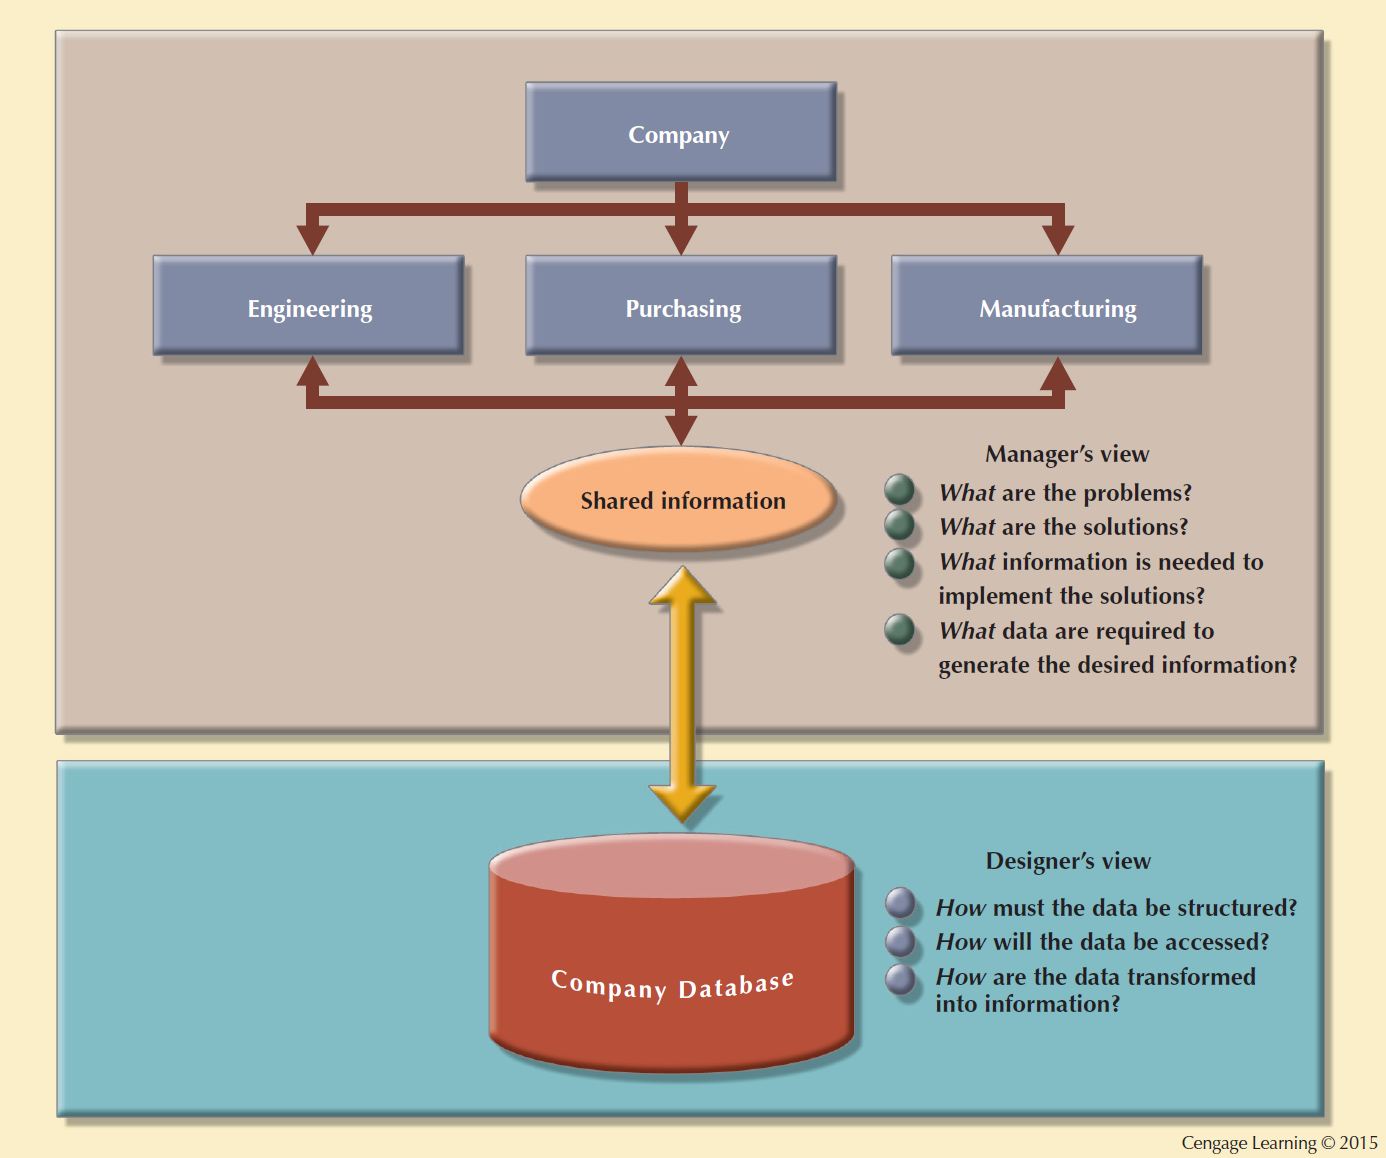 Company
Engineering
Purchasing
Manufacturing
Shared information
Manager's view
What are the problems?
What are the solutions?
What information is needed to
implement the solutions?
What data are required to
generate the desired information?
Company Database
Designer's view
How must the data be structured?
How will the data be accessed?
How are the data transformed
into information?
Cengage Learning © 2015